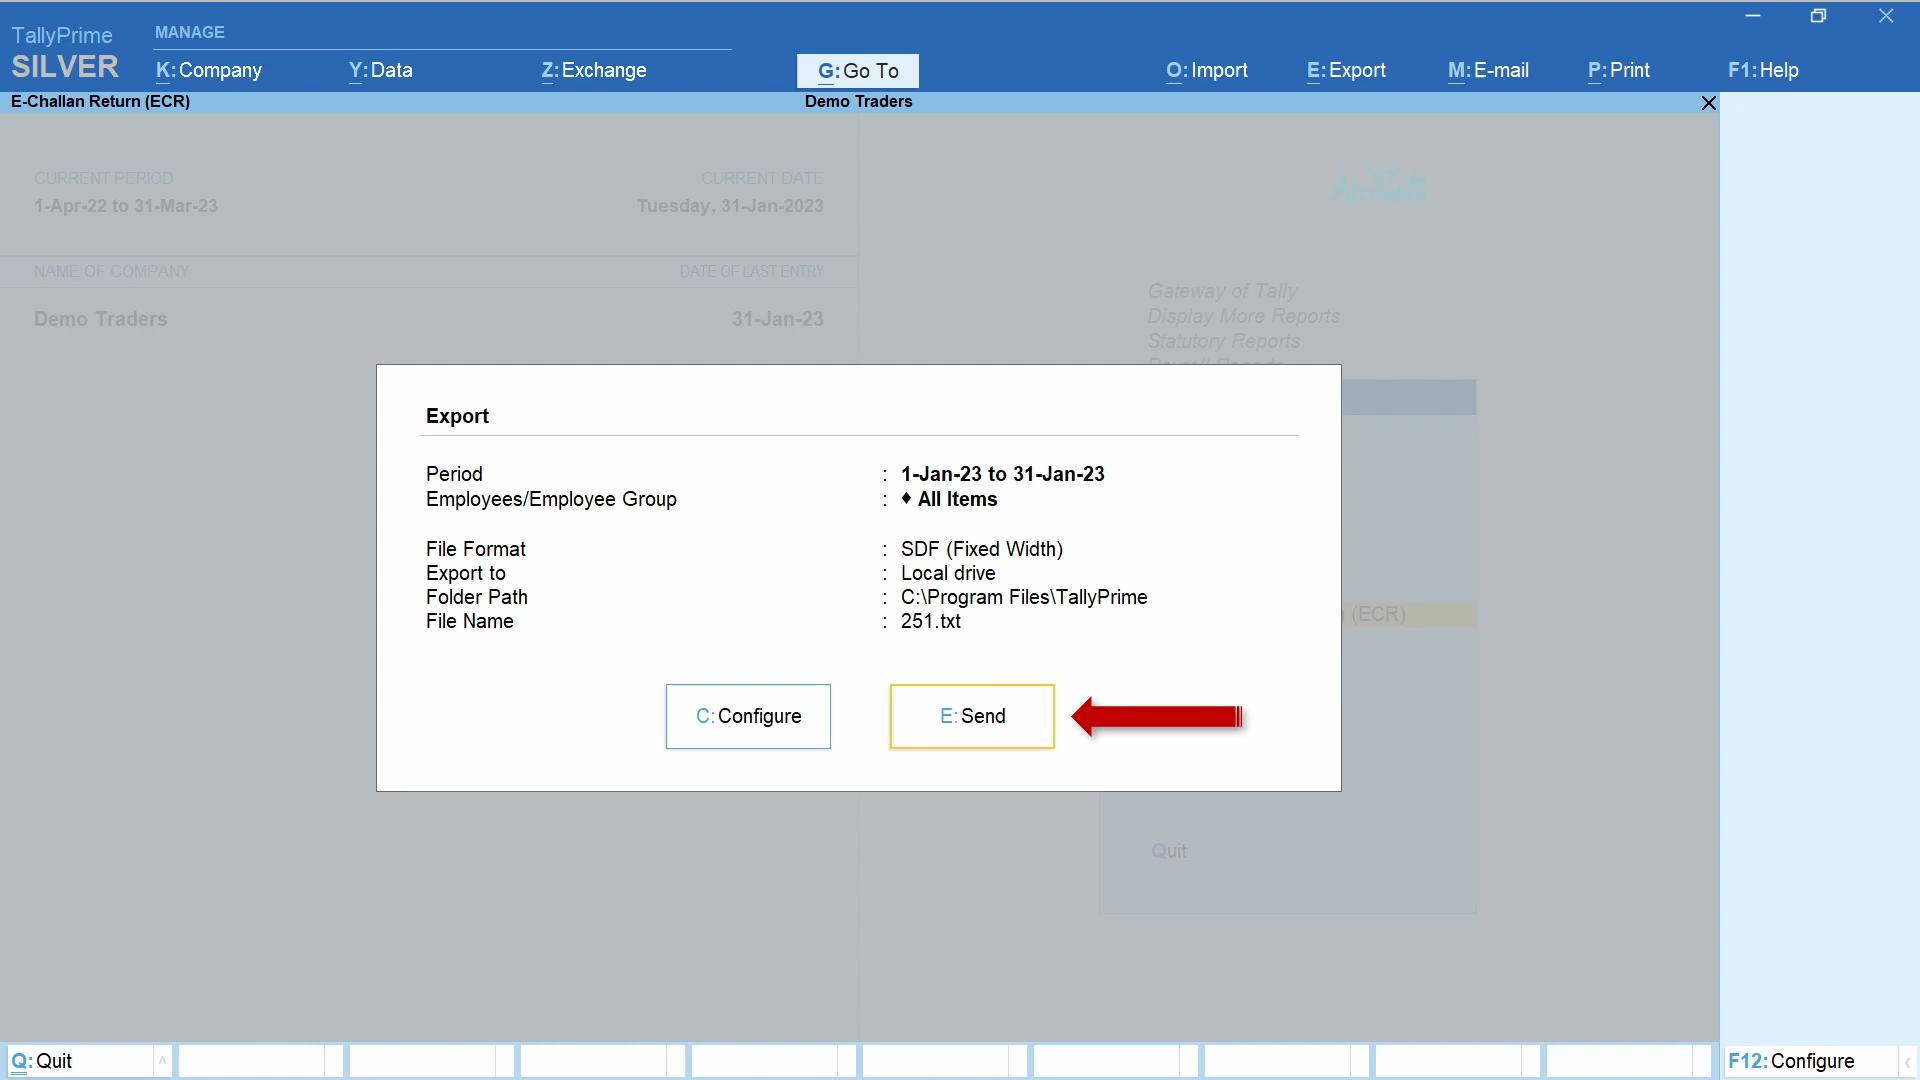 TallyPrime
SILVER
MANAGE
K:Company
Y:Data
Z:Exchange
G:Go To
O:Import
E:Export
M:E-mail
P:Print
F1:Help
E-Challan Return (ECR)
Demo Traders
CURRENT PERIOD
CURRENT DATE
1-Apr-22 to 31-Mar-23
Tuesday, 31-Jan-2023
NAME OF COMPANY
DATE OF LAST ENTRY
Demo Traders
31-Jan-23
Gateway of Tally
Display More Reports
Statutory Reports
Payroll Reports
Export
Period : 1-Jan-23 to 31-Jan-23
Employees/Employee Group : ♦ All Items
File Format : SDF (Fixed Width)
Export to : Local drive
Folder Path : C:\Program Files\TallyPrime
File Name : 251.txt
(ECR)
C:Configure
E:Send
Quit
Q:Quit
F12:Configure